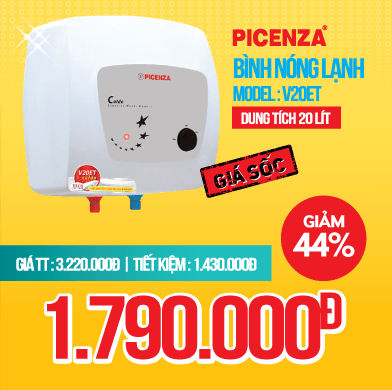 PICENZA®
BÌNH NÓNG LẠNH
MODEL : V20ET
DUNG TÍCH 20 LÍT
PICENZA
V20ET
GIÁ SỐC
GIẢM
44%
GIÁ TT : 3.220.000Đ | TIẾT KIỆM : 1.430.000Đ
1.790.000Đ